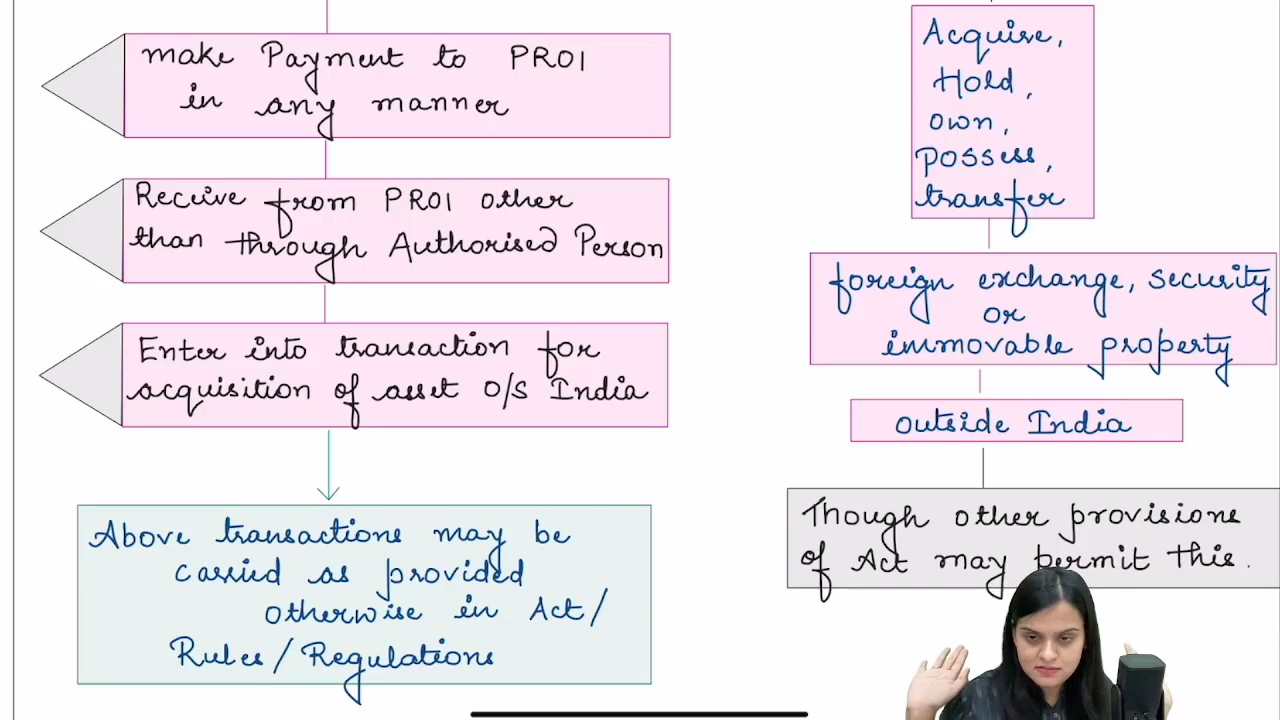 make Payment to PROI
in any manner
Receive from PROI other
than through Authorised Person
Enter into transaction for
acquisition of asset O/S India
Above transactions may be
carried as provided
otherwise in Act/
Rules/Regulations
Acquire,
Hold,
own,
Possess,
transfer
foreign exchange, security
or
immovable property
outside India
Though other provisions
of Act may permit this.